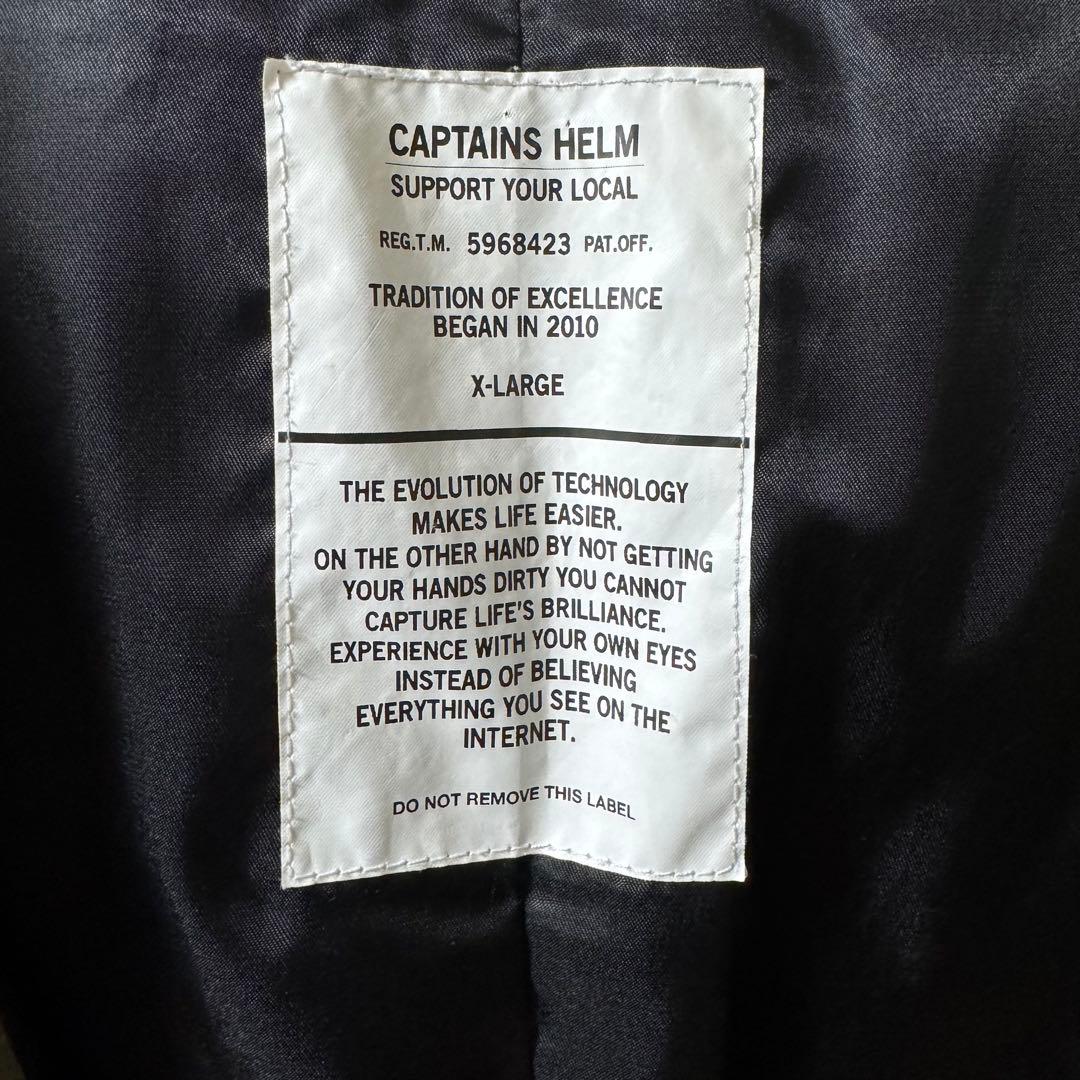 CAPTAINS HELM
SUPPORT YOUR LOCAL
REG.T.M. 5968423 PAT.OFF.
TRADITION OF EXCELLENCE
BEGAN IN 2010
X-LARGE
THE EVOLUTION OF TECHNOLOGY
MAKES LIFE EASIER.
ON THE OTHER HAND BY NOT GETTING
YOUR HANDS DIRTY YOU CANNOT
CAPTURE LIFE'S BRILLIANCE.
EXPERIENCE WITH YOUR OWN EYES
INSTEAD OF BELIEVING
EVERYTHING YOU SEE ON THE
INTERNET.
DO NOT REMOVE THIS LABEL